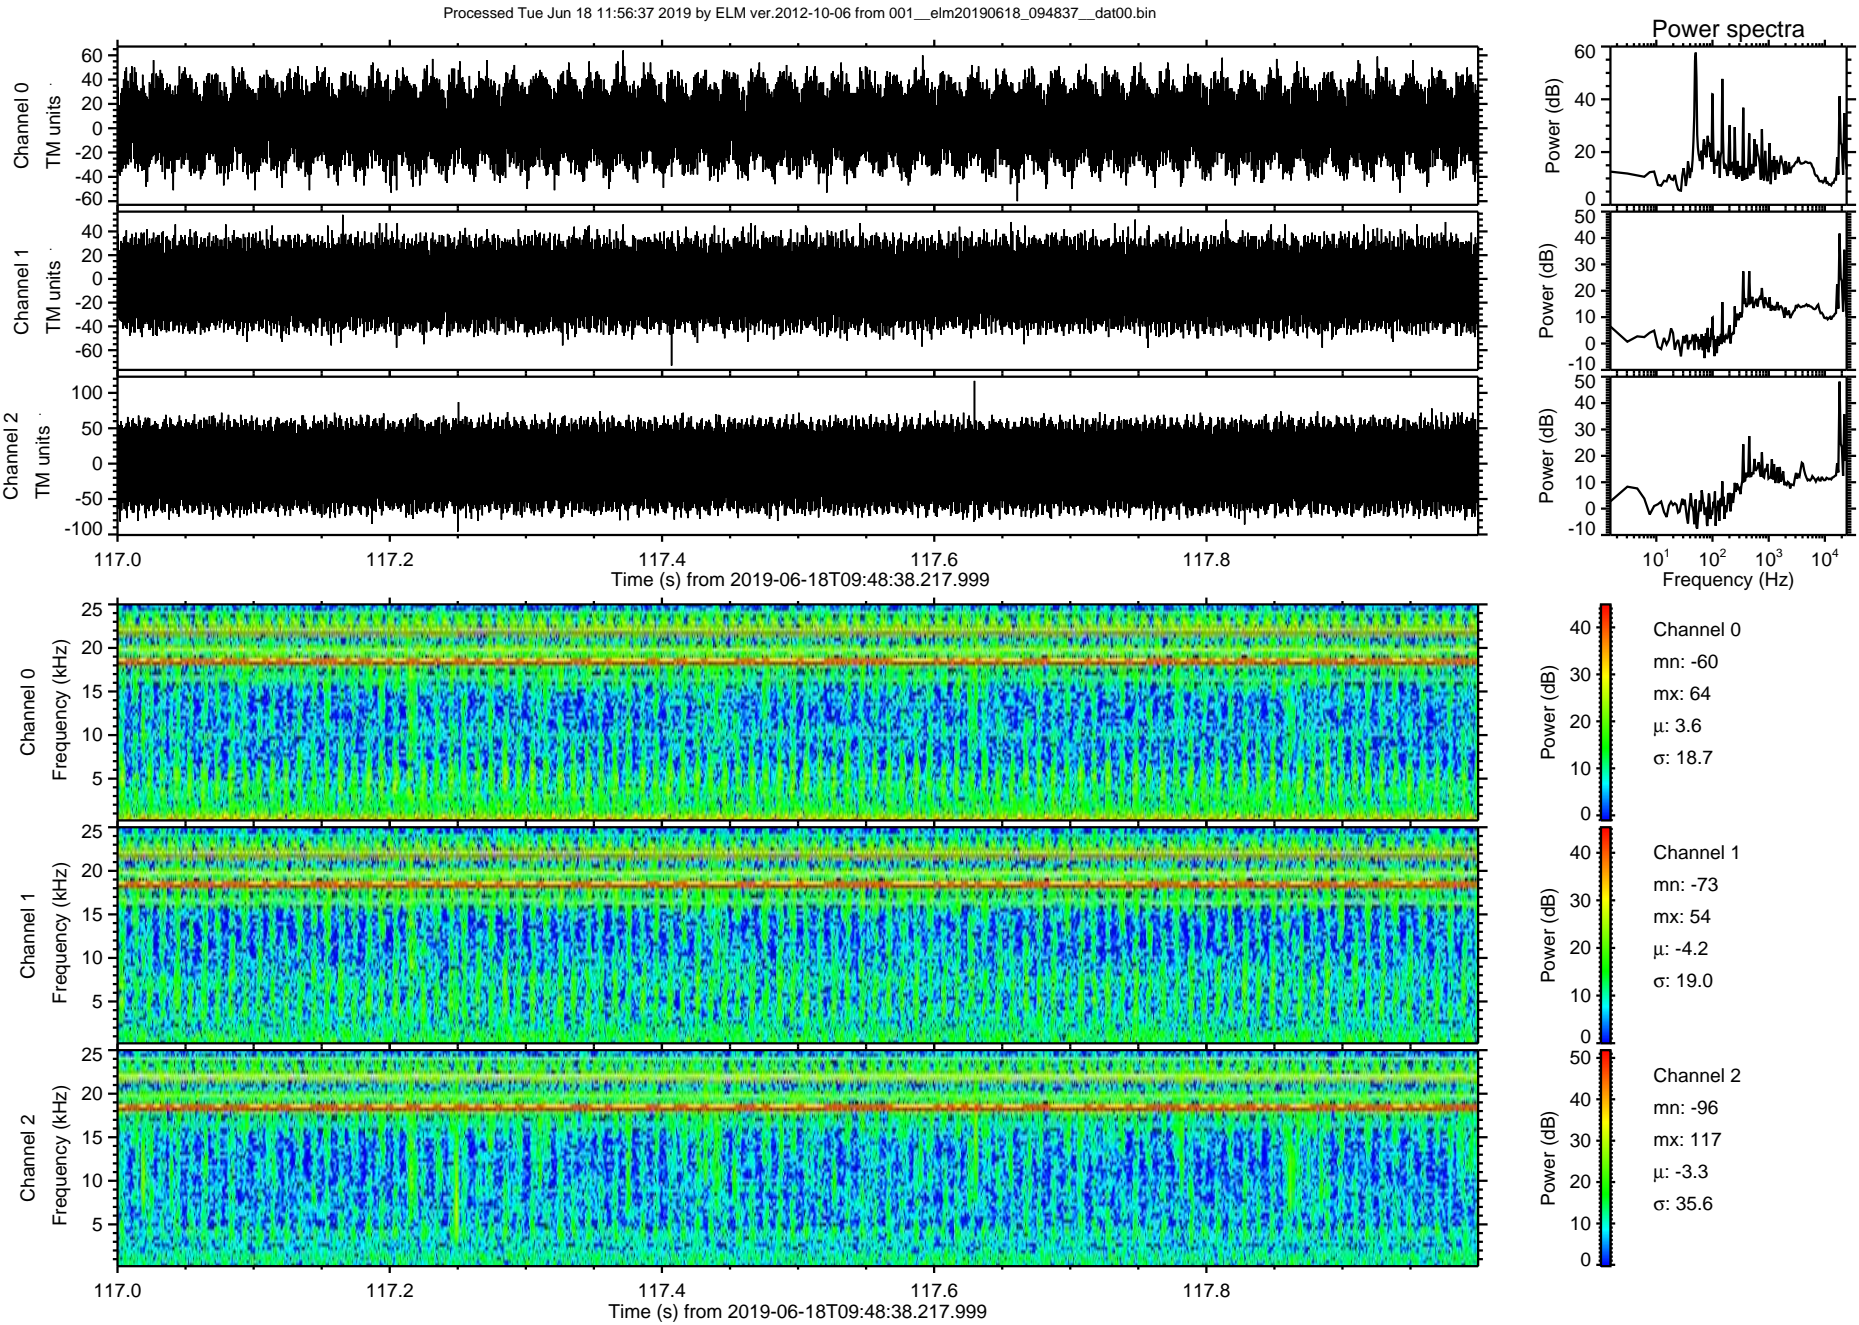 Processed Tue Jun 18 11:56:37 2019 by ELM ver.2012-10-06 from 001__elm20190618_094837__dat00.bin
Power spectra
Channel 0
TM units
60
40
20
0
-20
-40
-60
Power (dB)
60
40
20
0
Channel 1
TM units
40
20
0
-20
-40
-60
Power (dB)
50
40
30
20
10
0
-10
Channel 2
TM units
100
50
0
-50
-100
Power (dB)
50
40
30
20
10
0
-10
117.0 117.2 117.4 117.6 117.8
Time (s) from 2019-06-18T09:48:38.217.999
10¹ 10² 10³ 10⁴
Frequency (Hz)
Channel 0
Frequency (kHz)
25
20
15
10
5
Power (dB)
40
30
20
10
0
Channel 0
mn: -60
mx: 64
μ: 3.6
σ: 18.7
Channel 1
Frequency (kHz)
25
20
15
10
5
Power (dB)
40
30
20
10
0
Channel 1
mn: -73
mx: 54
μ: -4.2
σ: 19.0
Channel 2
Frequency (kHz)
25
20
15
10
5
Power (dB)
50
40
30
20
10
0
Channel 2
mn: -96
mx: 117
μ: -3.3
σ: 35.6
117.0 117.2 117.4 117.6 117.8
Time (s) from 2019-06-18T09:48:38.217.999